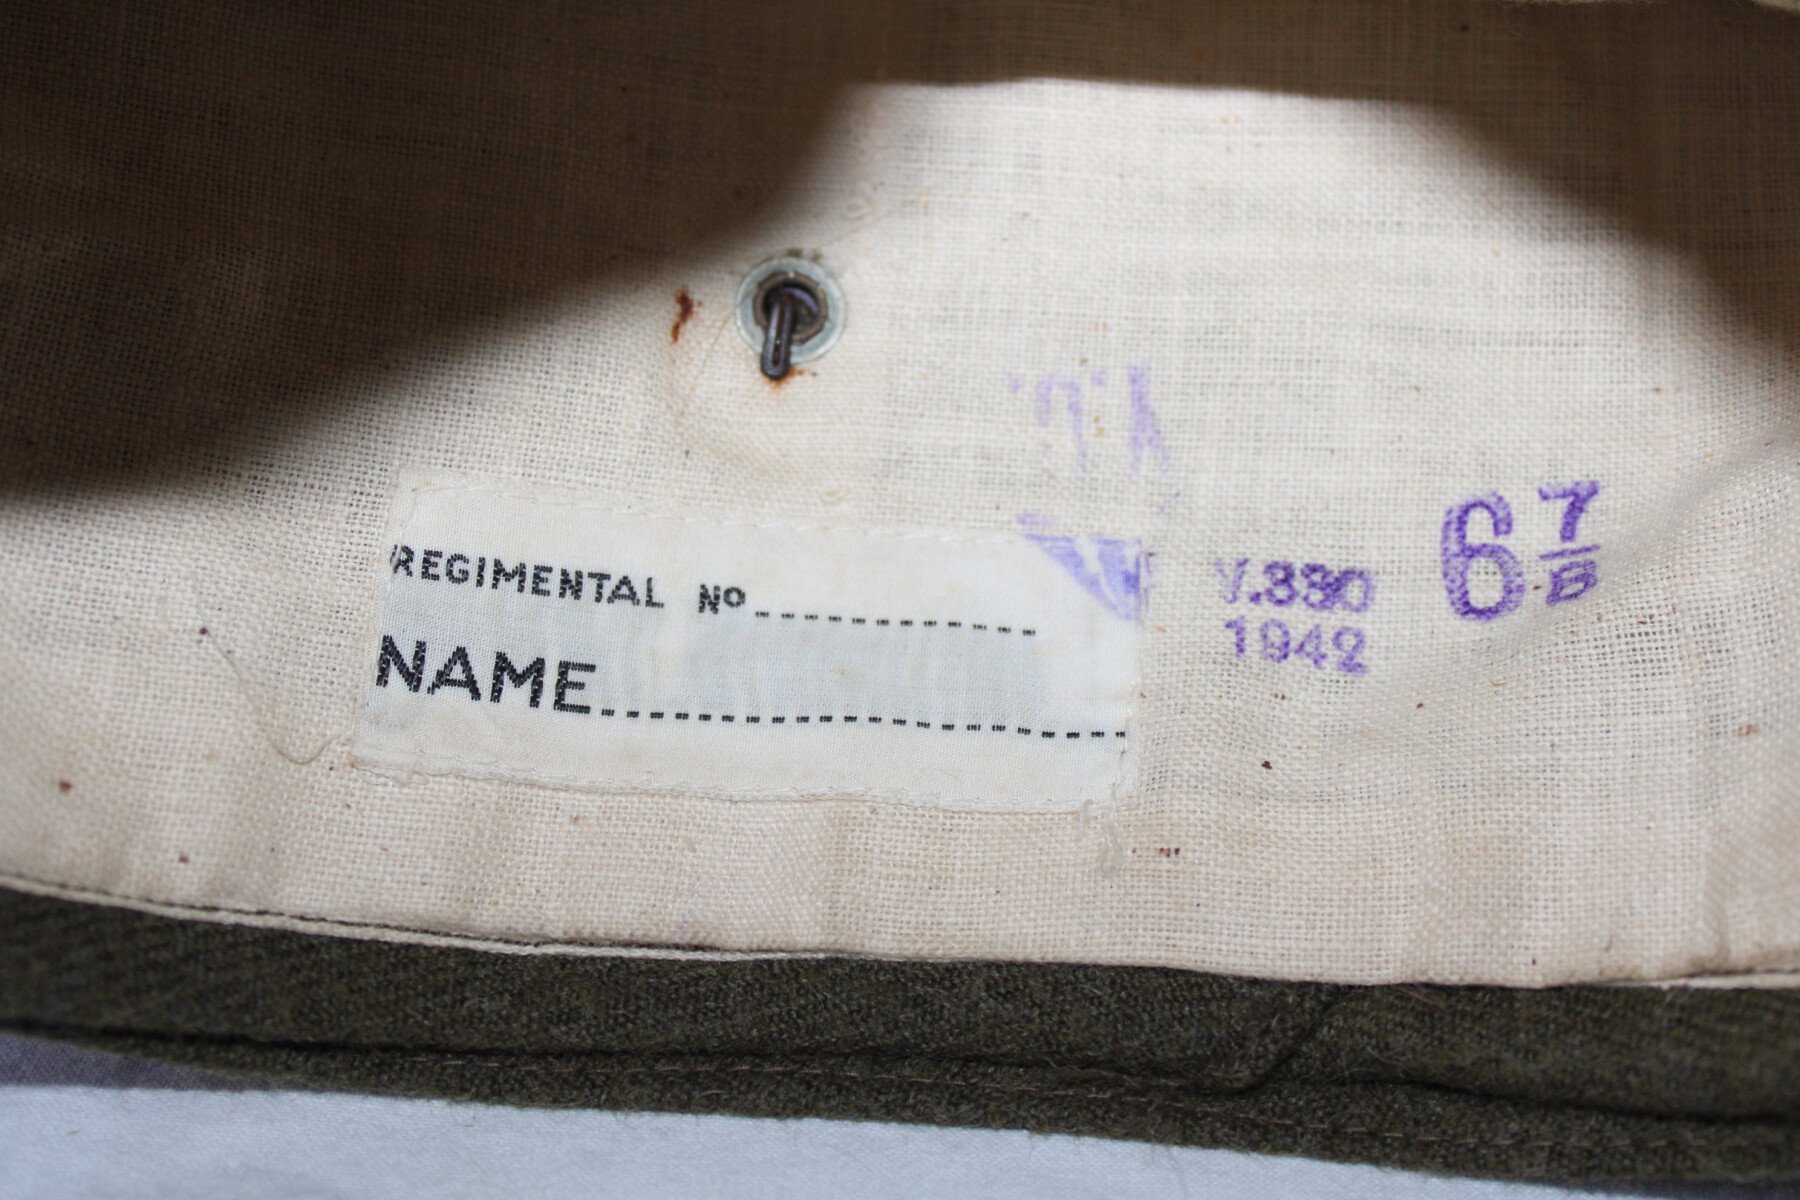 REGIMENTAL Nº............
NAME......................
V.330
1942
6 7/8